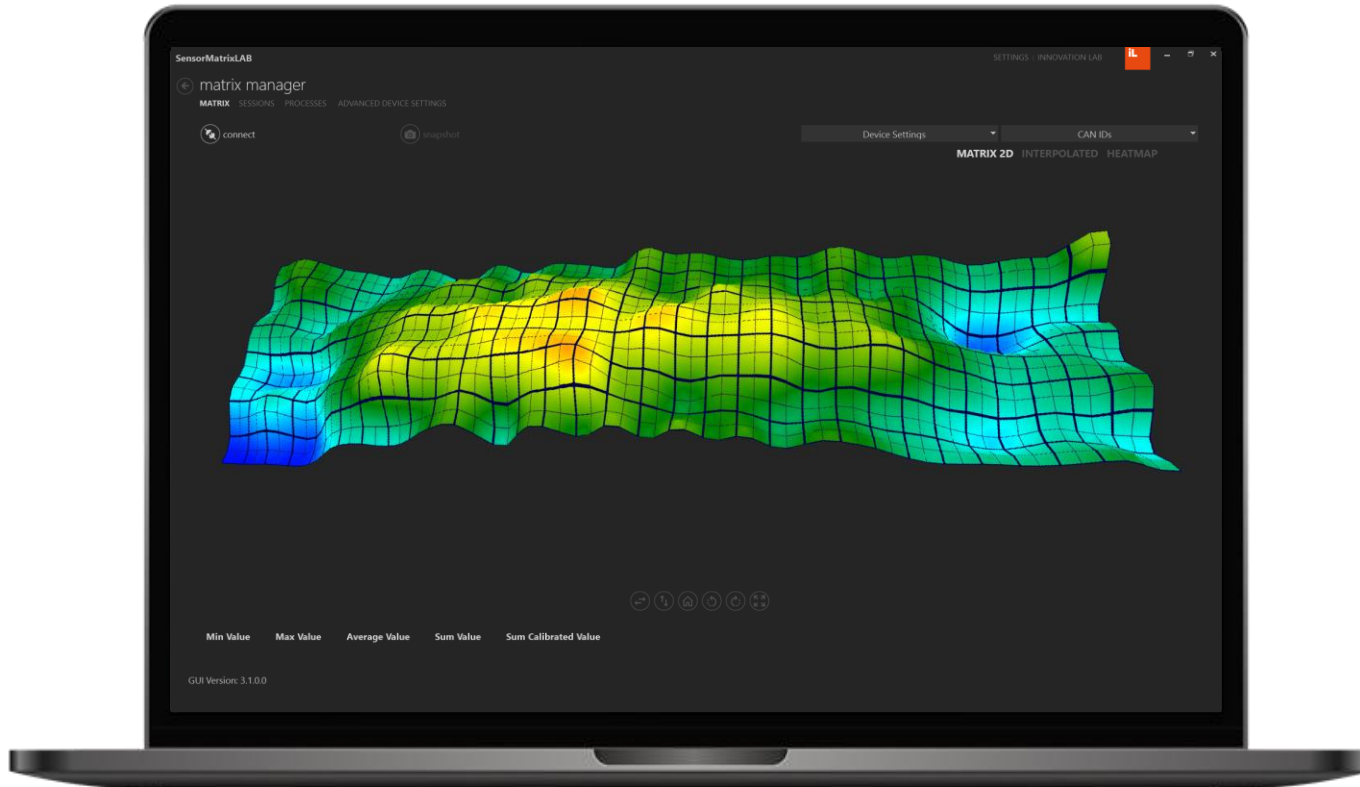 SensorMatrixLAB
SETTINGS | INNOVATION LAB
iL
matrix manager
MATRIX SESSIONS PROCESSES ADVANCED DEVICE SETTINGS
connect snapshot Device Settings CAN IDs
MATRIX 2D INTERPOLATED HEATMAP
Min Value Max Value Average Value Sum Value Sum Calibrated Value
GUI Version: 3.1.0.0